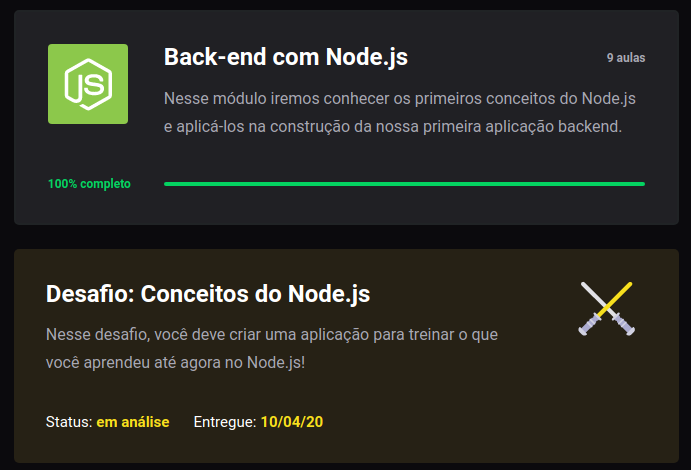 JS
Back-end com Node.js
9 aulas
Nesse módulo iremos conhecer os primeiros conceitos do Node.js
e aplicá-los na construção da nossa primeira aplicação backend.
100% completo
Desafio: Conceitos do Node.js
Nesse desafio, você deve criar uma aplicação para treinar o que
você aprendeu até agora no Node.js!
Status: em análise Entregue: 10/04/20